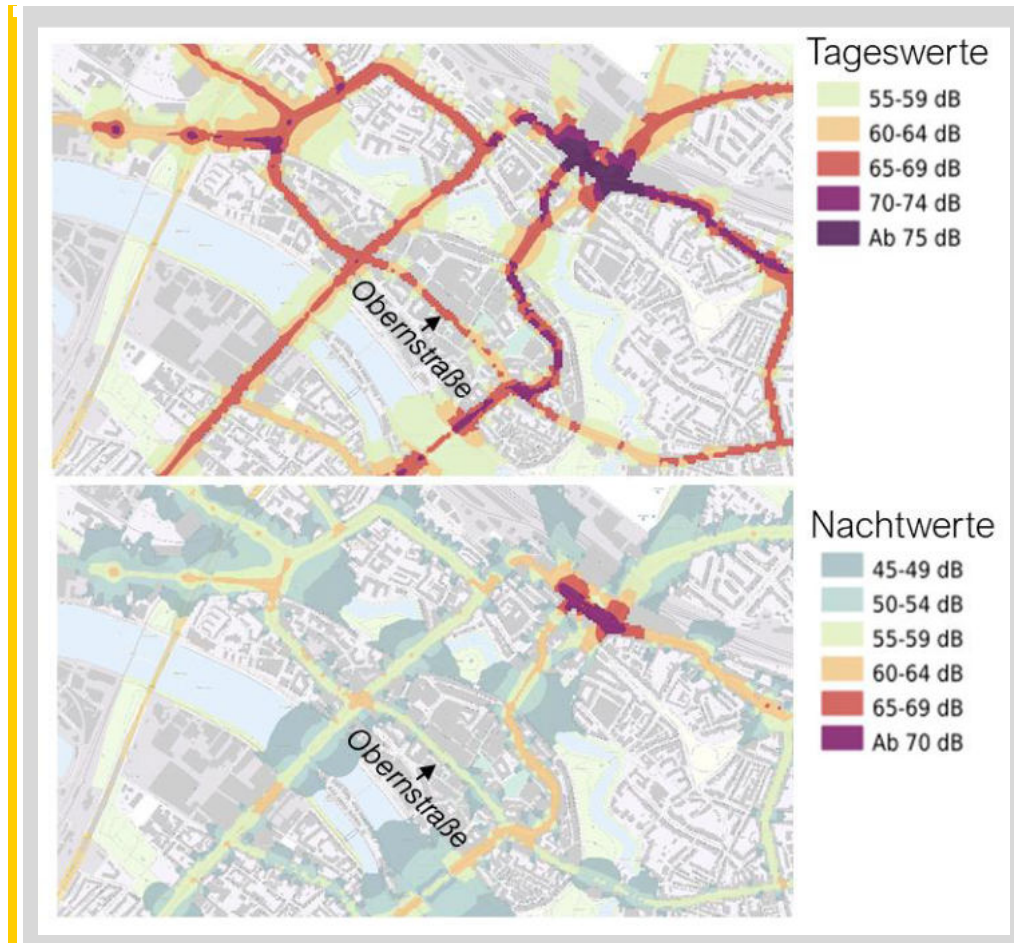 Tageswerte
55-59 dB
60-64 dB
65-69 dB
70-74 dB
Ab 75 dB
Obernstraße
Nachtwerte
45-49 dB
50-54 dB
55-59 dB
60-64 dB
65-69 dB
Ab 70 dB
Obernstraße